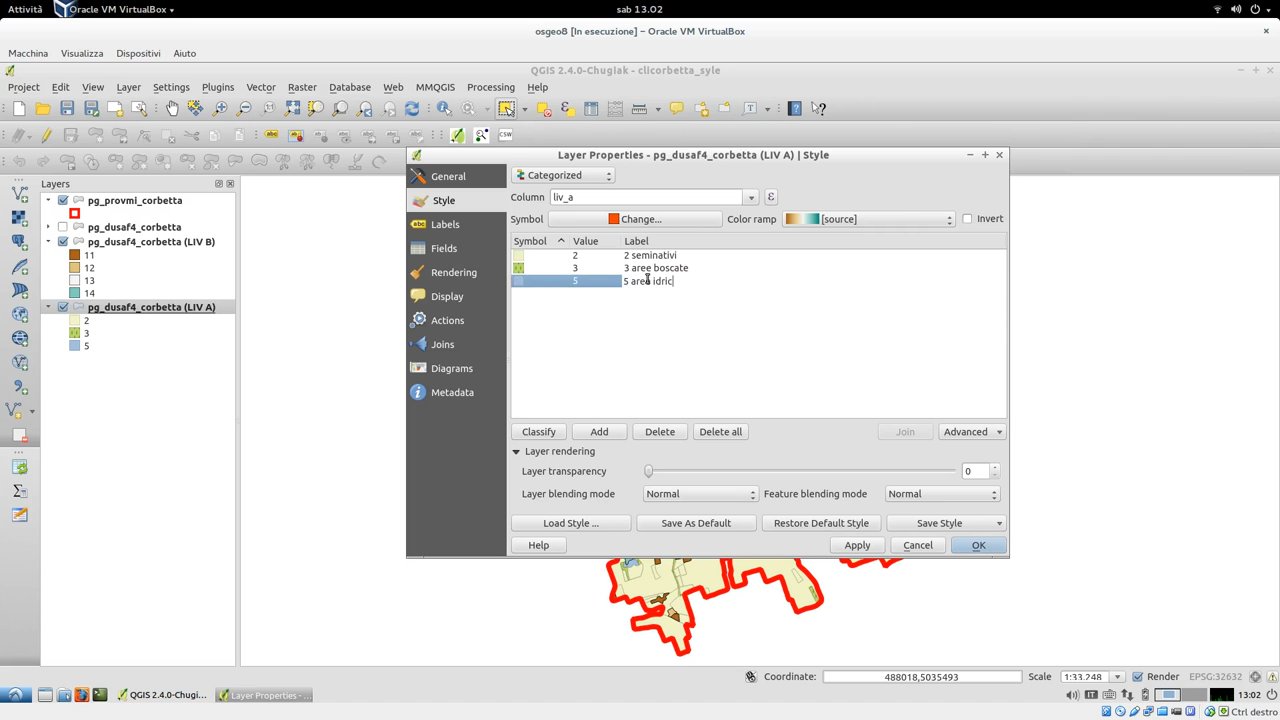 Attività Oracle VM VirtualBox sab 13.02
osgeo8 [In esecuzione] – Oracle VM VirtualBox
Macchina Visualizza Dispositivi Aiuto
QGIS 2.4.0-Chugiak - clicorbetta_syle
Project Edit View Layer Settings Plugins Vector Raster Database Web MMQGIS Processing Help
CSW
Layers
pg_provmi_corbetta
pg_dusaf4_corbetta
pg_dusaf4_corbetta (LIV B)
11
12
13
14
pg_dusaf4_corbetta (LIV A)
2
3
5
Layer Properties - pg_dusaf4_corbetta (LIV A) | Style
General
Style
Labels
Fields
Rendering
Display
Actions
Joins
Diagrams
Metadata
Categorized
Column liv_a
Symbol Change... Color ramp [source] Invert
Symbol Value Label
2 2 seminativi
3 3 aree boscate
5 5 area idric
Classify Add Delete Delete all Join Advanced
Layer rendering
Layer transparency 0
Layer blending mode Normal Feature blending mode Normal
Load Style ... Save As Default Restore Default Style Save Style
Help Apply Cancel OK
Coordinate: 488018,5035493 Scale 1:33.248 Render EPSG:32632
QGIS 2.4.0-Chugi... Layer Properties - ... IT 13:02
Ctrl destro